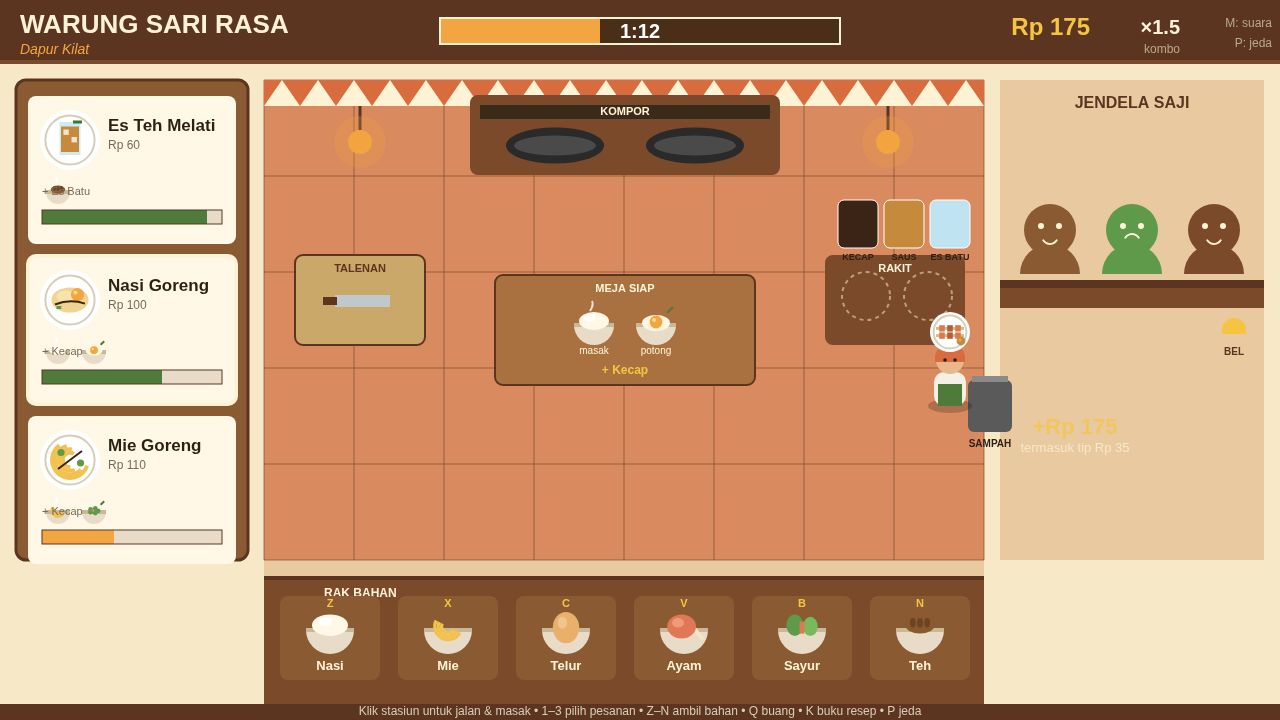 WARUNG SARI RASA
Dapur Kilat
1:12
Rp 175
×1.5
kombo
M: suara
P: jeda
Es Teh Melati
Rp 60
+ Es Batu
Nasi Goreng
Rp 100
+ Kecap
Mie Goreng
Rp 110
+ Kecap
KOMPOR
TALENAN
MEJA SIAP
masak
potong
+ Kecap
KECAP
SAUS
ES BATU
RAKIT
SAMPAH
JENDELA SAJI
BEL
+Rp 175
termasuk tip Rp 35
RAK BAHAN
Z
Nasi
X
Mie
C
Telur
V
Ayam
B
Sayur
N
Teh
Klik stasiun untuk jalan & masak • 1–3 pilih pesanan • Z–N ambil bahan • Q buang • K buku resep • P jeda